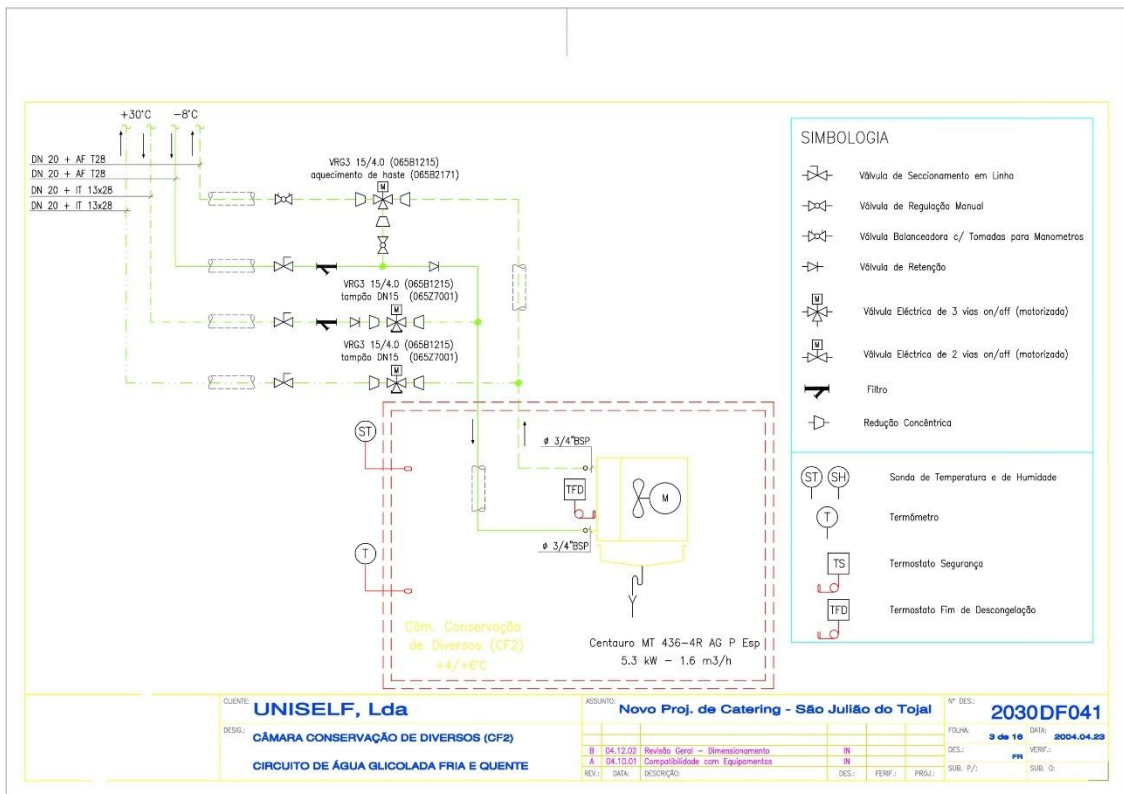 +30°C
-8°C
DN 20 + AF T28
DN 20 + AF T28
DN 20 + IT 13x28
DN 20 + IT 13x28
VRG3 15/4.0 (065B1215)
aquecimento de haste (065B2171)
M
VRG3 15/4.0 (065B1215)
tampão DN15 (065Z7001)
M
VRG3 15/4.0 (065B1215)
tampão DN15 (065Z7001)
M
ST
T
ø 3/4"BSP
TFD
M
ø 3/4"BSP
Câm. Conservação
de Diversos (CF2)
+4/+6°C
Centauro MT 436-4R AG P Esp
5.3 kW - 1.6 m3/h
SIMBOLOGIA
Válvula de Seccionamento em Linha
Válvula de Regulação Manual
Válvula Balanceadora c/ Tomadas para Manometros
Válvula de Retenção
M
Válvula Eléctrica de 3 vias on/off (motorizada)
M
Válvula Eléctrica de 2 vias on/off (motorizada)
Filtro
Redução Concêntrica
ST SH Sonda de Temperatura e de Humidade
T Termómetro
TS Termostato Segurança
TFD Termostato Fim de Descongelação
CLIENTE: UNISELF, Lda
DESIG.: CÂMARA CONSERVAÇÃO DE DIVERSOS (CF2)
CIRCUITO DE ÁGUA GLICOLADA FRIA E QUENTE
ASSUNTO: Novo Proj. de Catering - São Julião do Tojal
B 04.12.02 Revisão Geral - Dimensionamento IN
A 04.10.01 Compatibilidade com Equipamentos IN
REV.: DATA: DESCRIÇÃO: DES.: FERIF.: PROJ.:
Nº DES.: 2030DF041
FOLHA: 3 de 16 DATA: 2004.04.23
DES.: FR VERIF.:
SUB. P/: SUB. O: